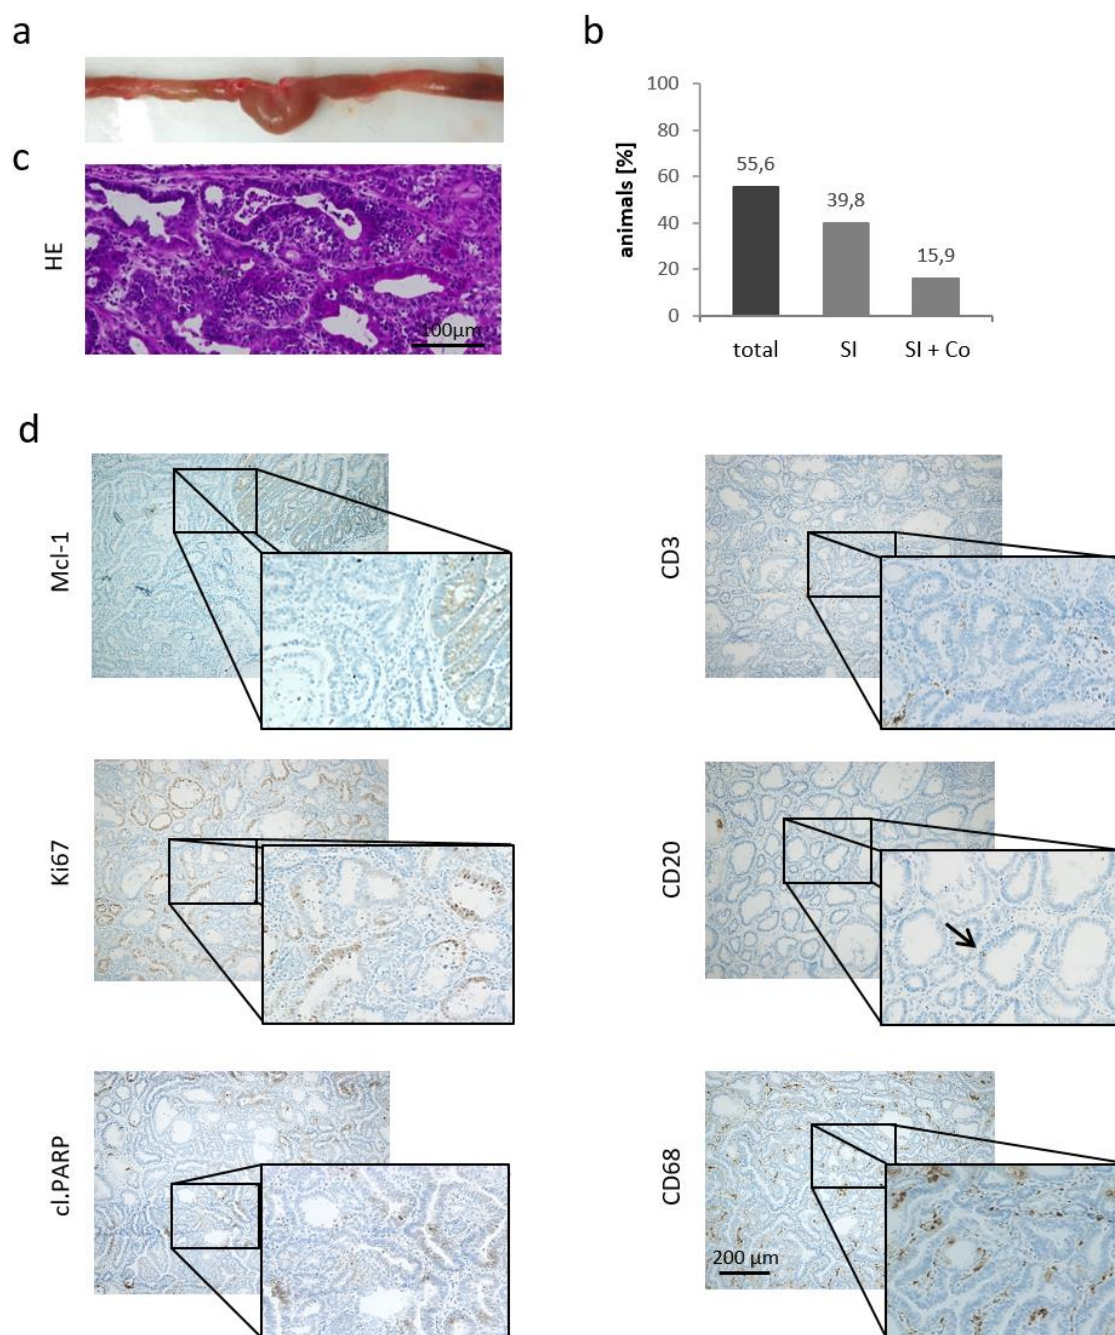 a
b
c
HE
100µm
animals [%]
100
80
60
40
20
0
55,6
39,8
15,9
total
SI
SI + Co
d
Mcl-1
CD3
Ki67
CD20
cl.PARP
CD68
200 µm